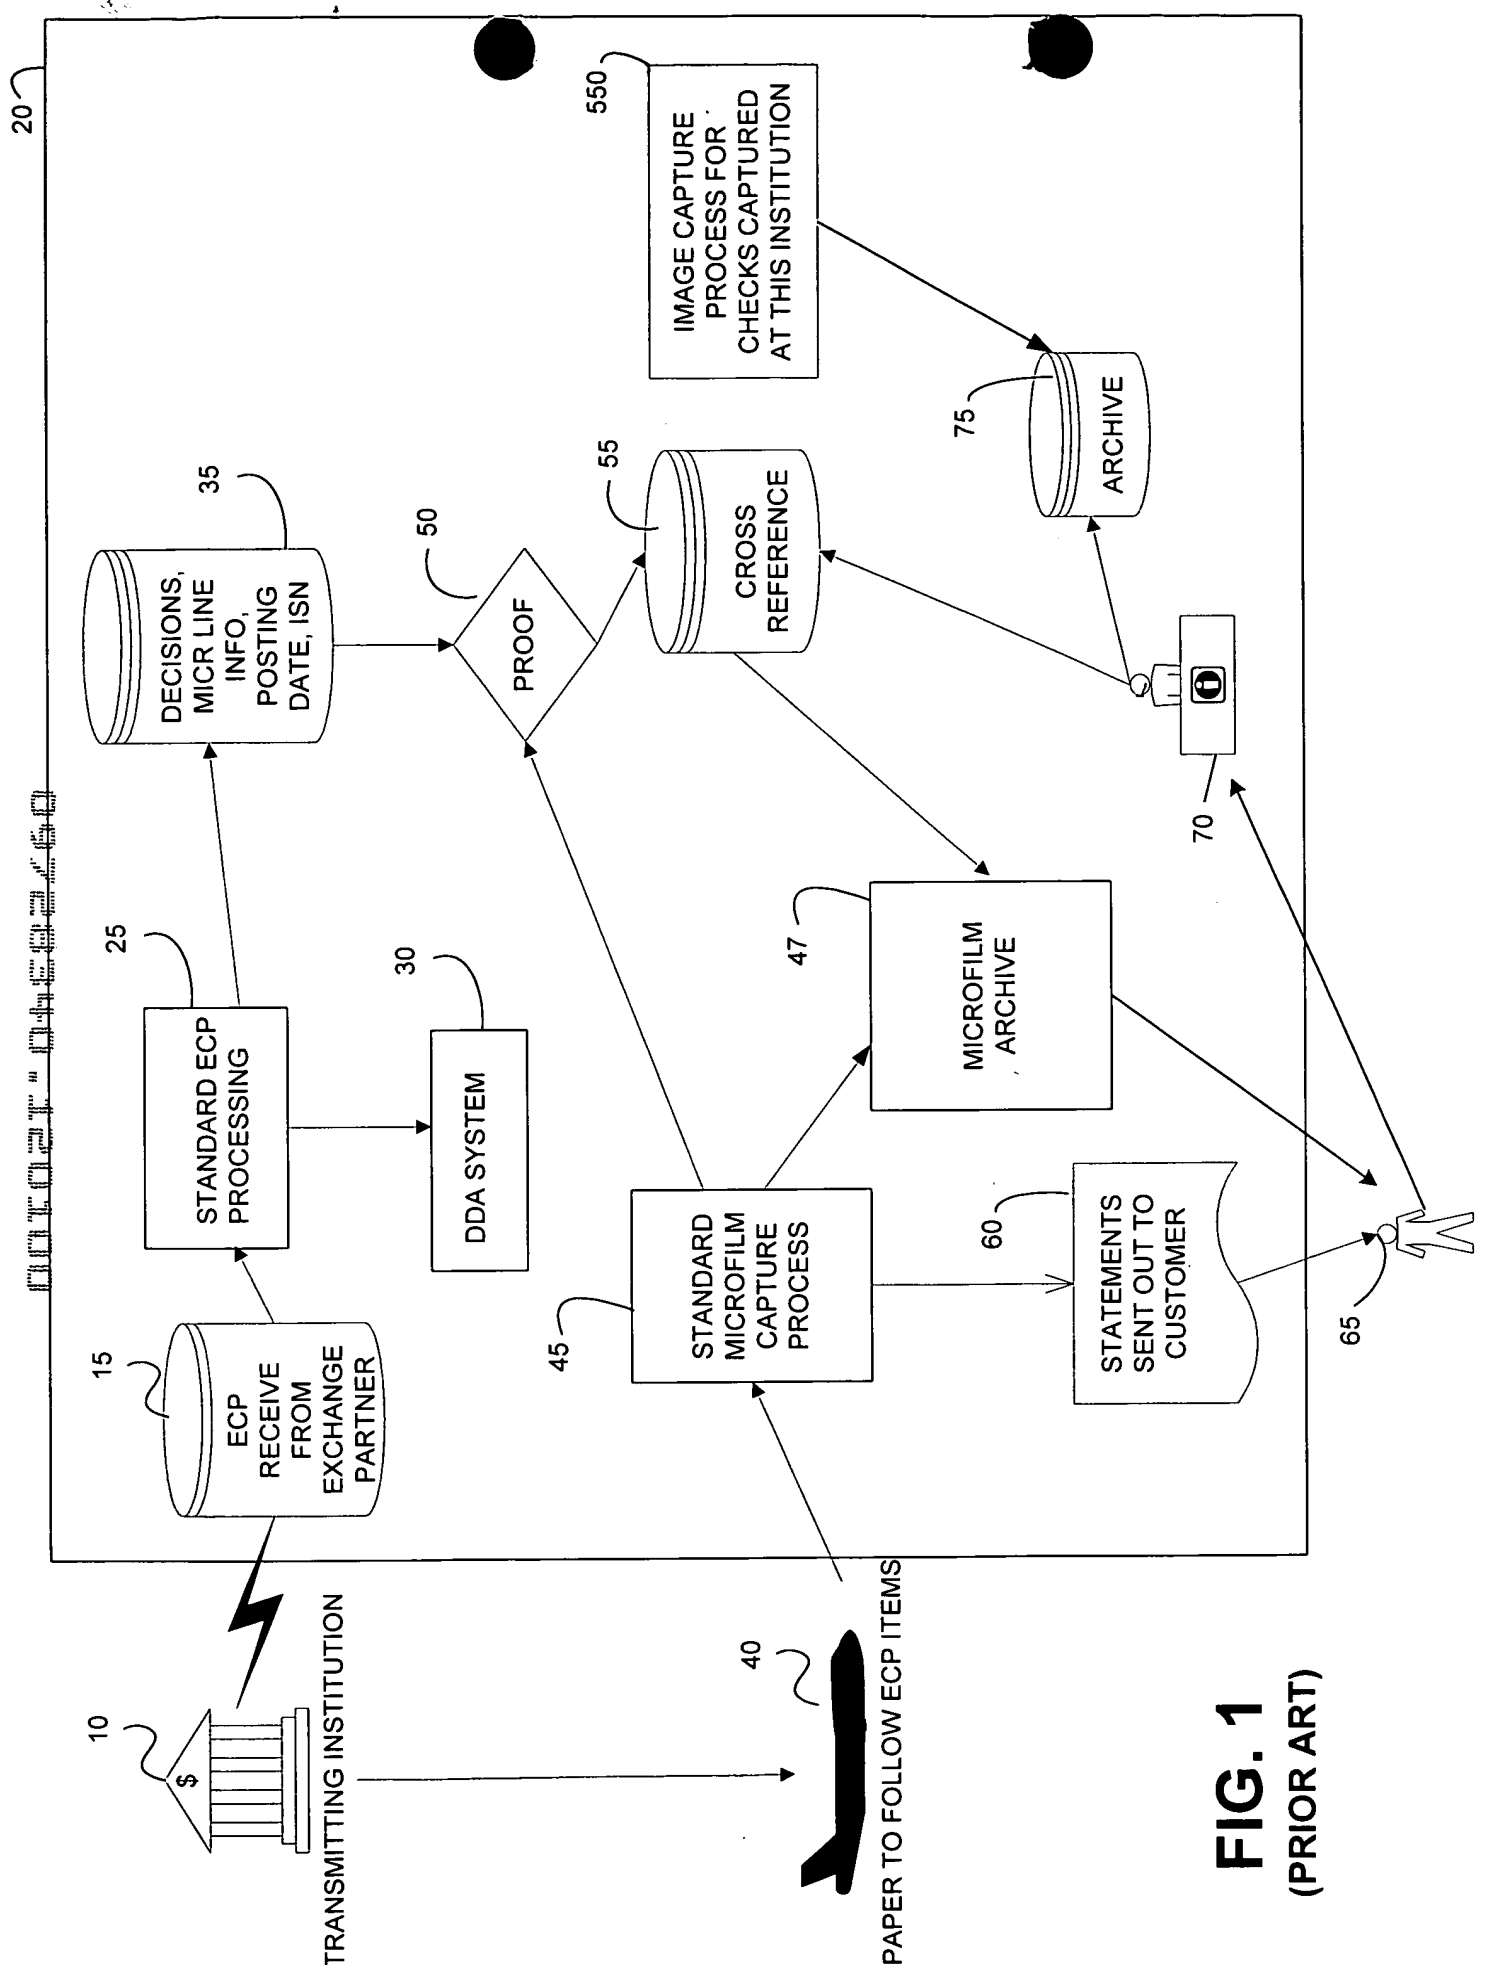 20
10
$
TRANSMITTING INSTITUTION
15
ECP
RECEIVE
FROM
EXCHANGE
PARTNER
25
STANDARD ECP
PROCESSING
30
DDA SYSTEM
35
DECISIONS,
MICR LINE
INFO,
POSTING
DATE, ISN
50
PROOF
55
CROSS
REFERENCE
550
IMAGE CAPTURE
PROCESS FOR
CHECKS CAPTURED
AT THIS INSTITUTION
40
PAPER TO FOLLOW ECP ITEMS
45
STANDARD
MICROFILM
CAPTURE
PROCESS
47
MICROFILM
ARCHIVE
75
ARCHIVE
60
STATEMENTS
SENT OUT TO
CUSTOMER
65
70
i
FIG. 1
(PRIOR ART)